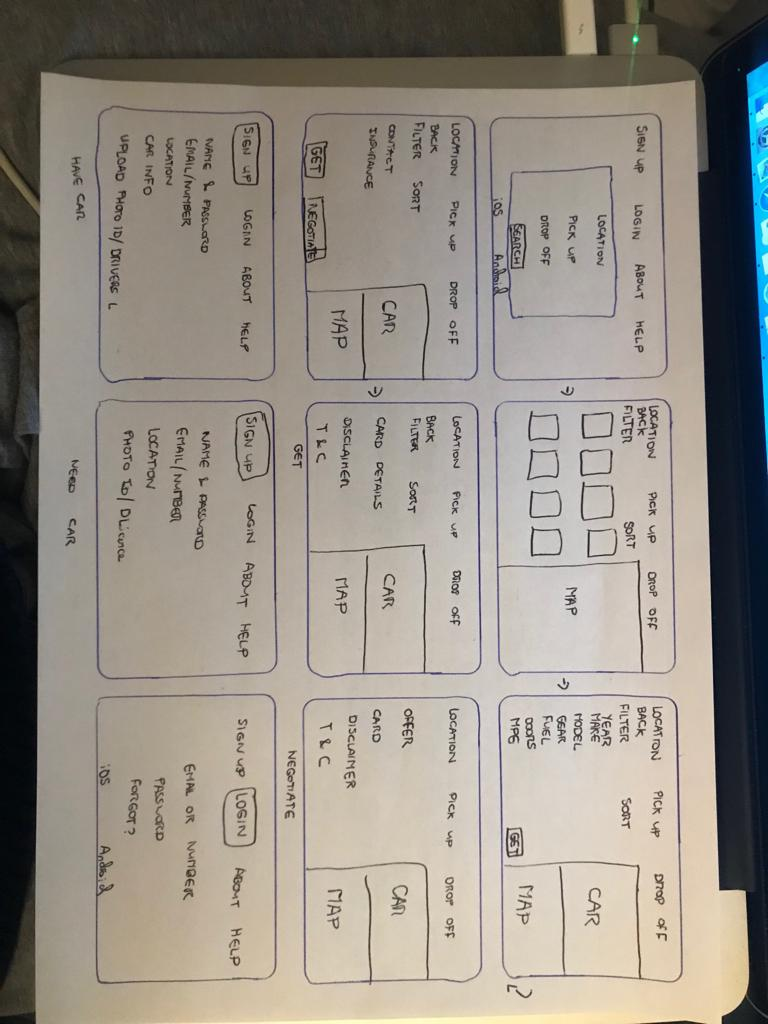 SIGN UP LOGIN ABOUT HELP
LOCATION
PICK UP
DROP OFF
SEARCH
iOS Android
LOCATION PICK UP DROP OFF
BACK
FILTER SORT
MAP
LOCATION PICK UP DROP OFF
BACK
FILTER SORT
YEAR
MAKE
MODEL
GEAR
FUEL
DOORS
MPG
GET
CAR
MAP
LOCATION PICK UP DROP OFF
BACK
FILTER SORT
CONTACT
INSURANCE
GET NEGOTIATE
CAR
MAP
LOCATION PICK UP DROP OFF
BACK
FILTER SORT
CARD DETAILS
DISCLAIMER
T & C
CAR
MAP
GET
LOCATION PICK UP DROP OFF
OFFER
CARD
DISCLAIMER
T & C
CAR
MAP
NEGOTIATE
SIGN UP LOGIN ABOUT HELP
NAME & PASSWORD
EMAIL/NUMBER
LOCATION
CAR INFO
UPLOAD PHOTO ID/ DRIVERS L
HAVE CAR
SIGN UP LOGIN ABOUT HELP
NAME & PASSWORD
EMAIL/NUMBER
LOCATION
PHOTO ID/ DLicence
NEED CAR
SIGN UP LOGIN ABOUT HELP
EMAIL OR NUMBER
PASSWORD
FORGOT?
iOS Android